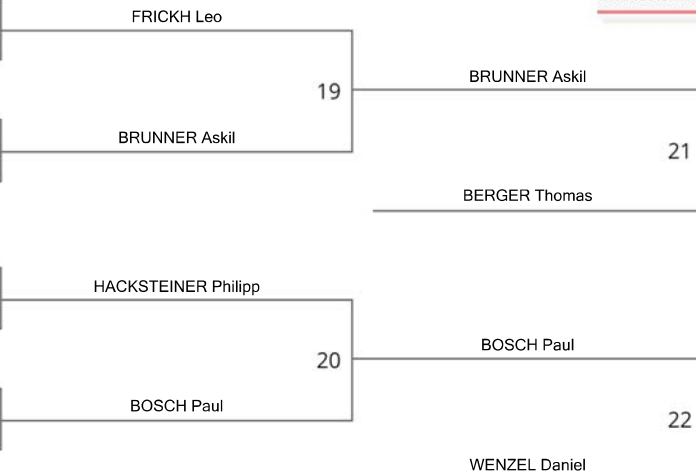 FRICKH Leo
19
BRUNNER Askil
BRUNNER Askil
21
BERGER Thomas
HACKSTEINER Philipp
20
BOSCH Paul
BOSCH Paul
22
WENZEL Daniel